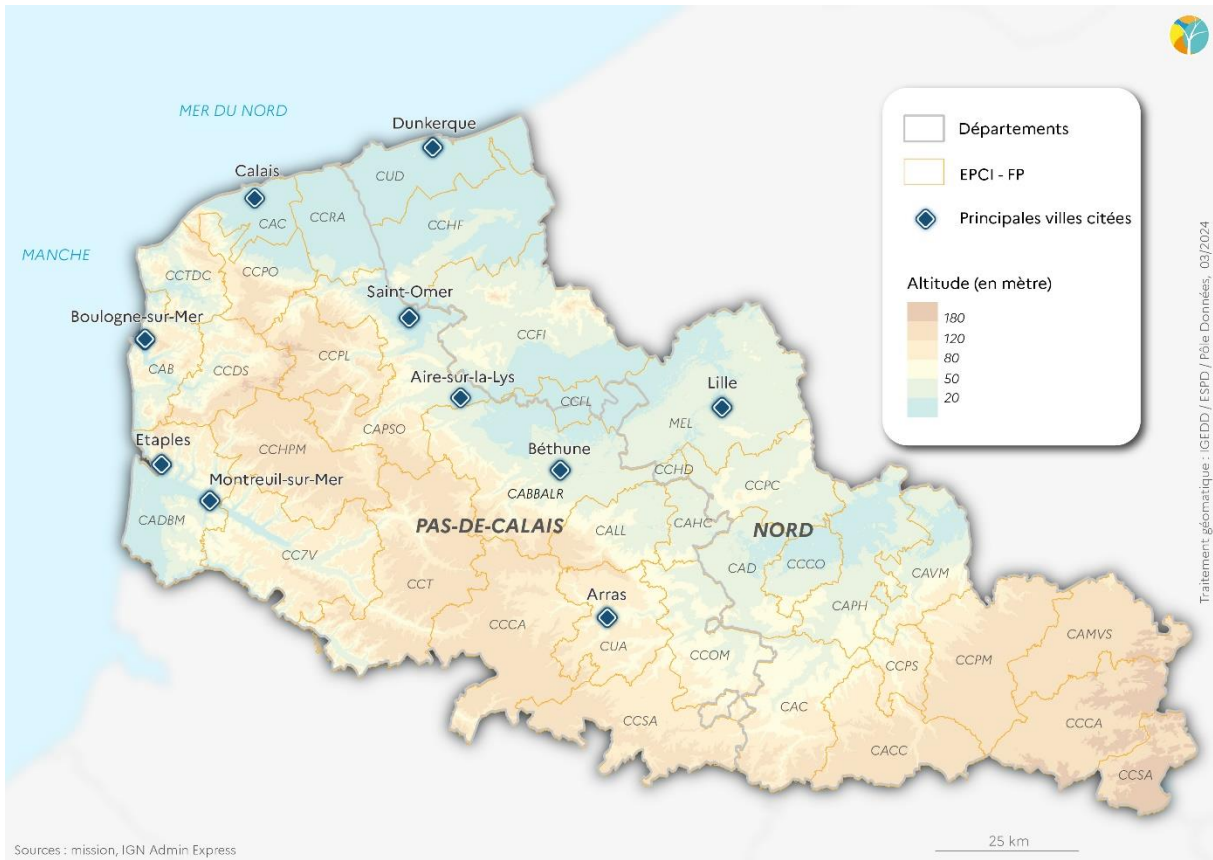 MER DU NORD
Dunkerque
Départements
Calais
CUD
EPCI - FP
CAC
CCRA
CCHF
Principales villes citées
MANCHE
CCTDC
CCPO
Saint-Omer
Altitude (en mètre)
Boulogne-sur-Mer
180
120
80
50
20
CCFI
CCPL
CAB
CCDS
Aire-sur-la-Lys
Lille
CCFL
MEL
CAPSO
Etaples
CCHPM
Béthune
CCHD
Montreuil-sur-Mer
CCPC
CABBALR
CADBM
PAS-DE-CALAIS
CALL
CAHC
NORD
CC7V
CAD
CCCO
CAVM
CCT
Arras
CAPH
CCCA
CUA
CCOM
CCPS
CCPM
CAMVS
CCSA
CAC
CCCA
CACC
CCSA
25 km
Sources : mission, IGN Admin Express
Traitement géomatique : IGEDD / ESPD / Pôle Données, 03/2024